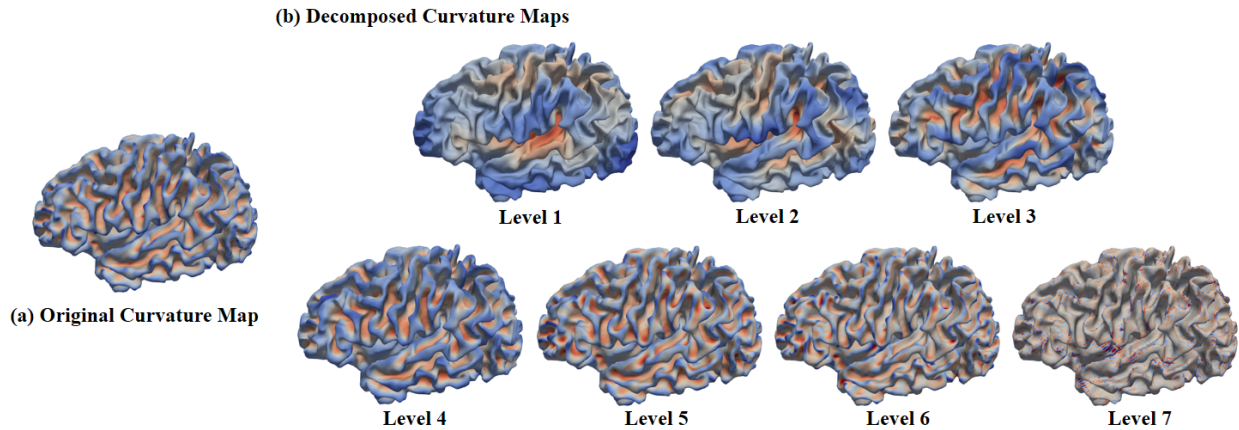 (b) Decomposed Curvature Maps
Level 1
Level 2
Level 3
(a) Original Curvature Map
Level 4
Level 5
Level 6
Level 7